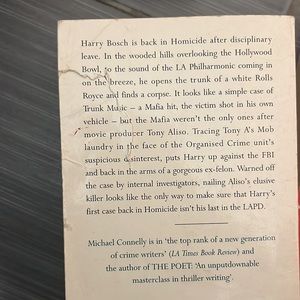 Harry Bosch is back in Homicide after disciplinary
leave. In the wooded hills overlooking the Hollywood
Bowl, to the sound of the LA Philharmonic coming in
on the breeze, he opens the trunk of a white Rolls
Royce and finds a corpse. It looks like a simple case of
Trunk Music – a Mafia hit, the victim shot in his own
vehicle – but the Mafia weren't the only ones after
movie producer Tony Aliso. Tracing Tony A's Mob
laundry in the face of the Organised Crime unit's
suspicious disinterest, puts Harry up against the FBI
and back in the arms of a gorgeous ex-felon. Warned off
the case by internal investigators, nailing Aliso's elusive
killer looks like the only way to make sure that Harry's
first case back in Homicide isn't his last in the LAPD.
Michael Connelly is in 'the top rank of a new generation
of crime writers' (LA Times Book Review) and
the author of THE POET: 'An unputdownable
masterclass in thriller writing'.